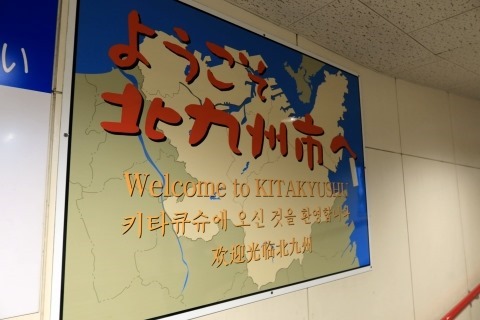 い
ようこそ
北九州市へ
Welcome to KITAKYUSHU
키타큐슈에 오신 것을 환영합니다
欢迎光临北九州